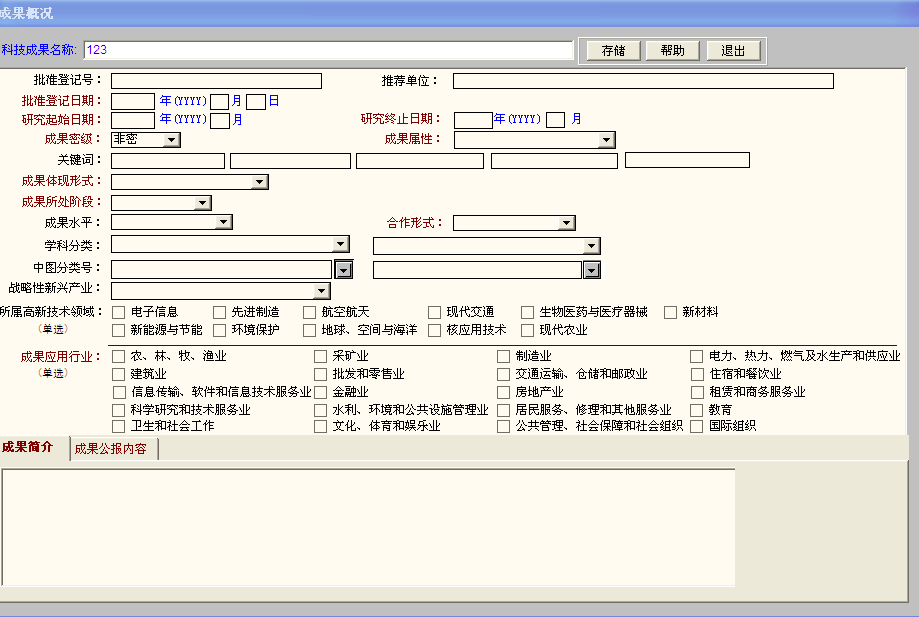 成果概况
科技成果名称: 123 存储 帮助 退出
批准登记号： 推荐单位：
批准登记日期： 年(YYYY) 月 日
研究起始日期： 年(YYYY) 月 研究终止日期： 年(YYYY) 月
成果密级： 非密 成果属性：
关键词：
成果体现形式：
成果所处阶段：
成果水平： 合作形式：
学科分类：
中图分类号：
战略性新兴产业：
所属高新技术领域： 电子信息 先进制造 航空航天 现代交通 生物医药与医疗器械 新材料
(单选) 新能源与节能 环境保护 地球、空间与海洋 核应用技术 现代农业
成果应用行业： 农、林、牧、渔业 采矿业 制造业 电力、热力、燃气及水生产和供应业
(单选) 建筑业 批发和零售业 交通运输、仓储和邮政业 住宿和餐饮业
信息传输、软件和信息技术服务业 金融业 房地产业 租赁和商务服务业
科学研究和技术服务业 水利、环境和公共设施管理业 居民服务、修理和其他服务业 教育
卫生和社会工作 文化、体育和娱乐业 公共管理、社会保障和社会组织 国际组织
成果简介 成果公报内容